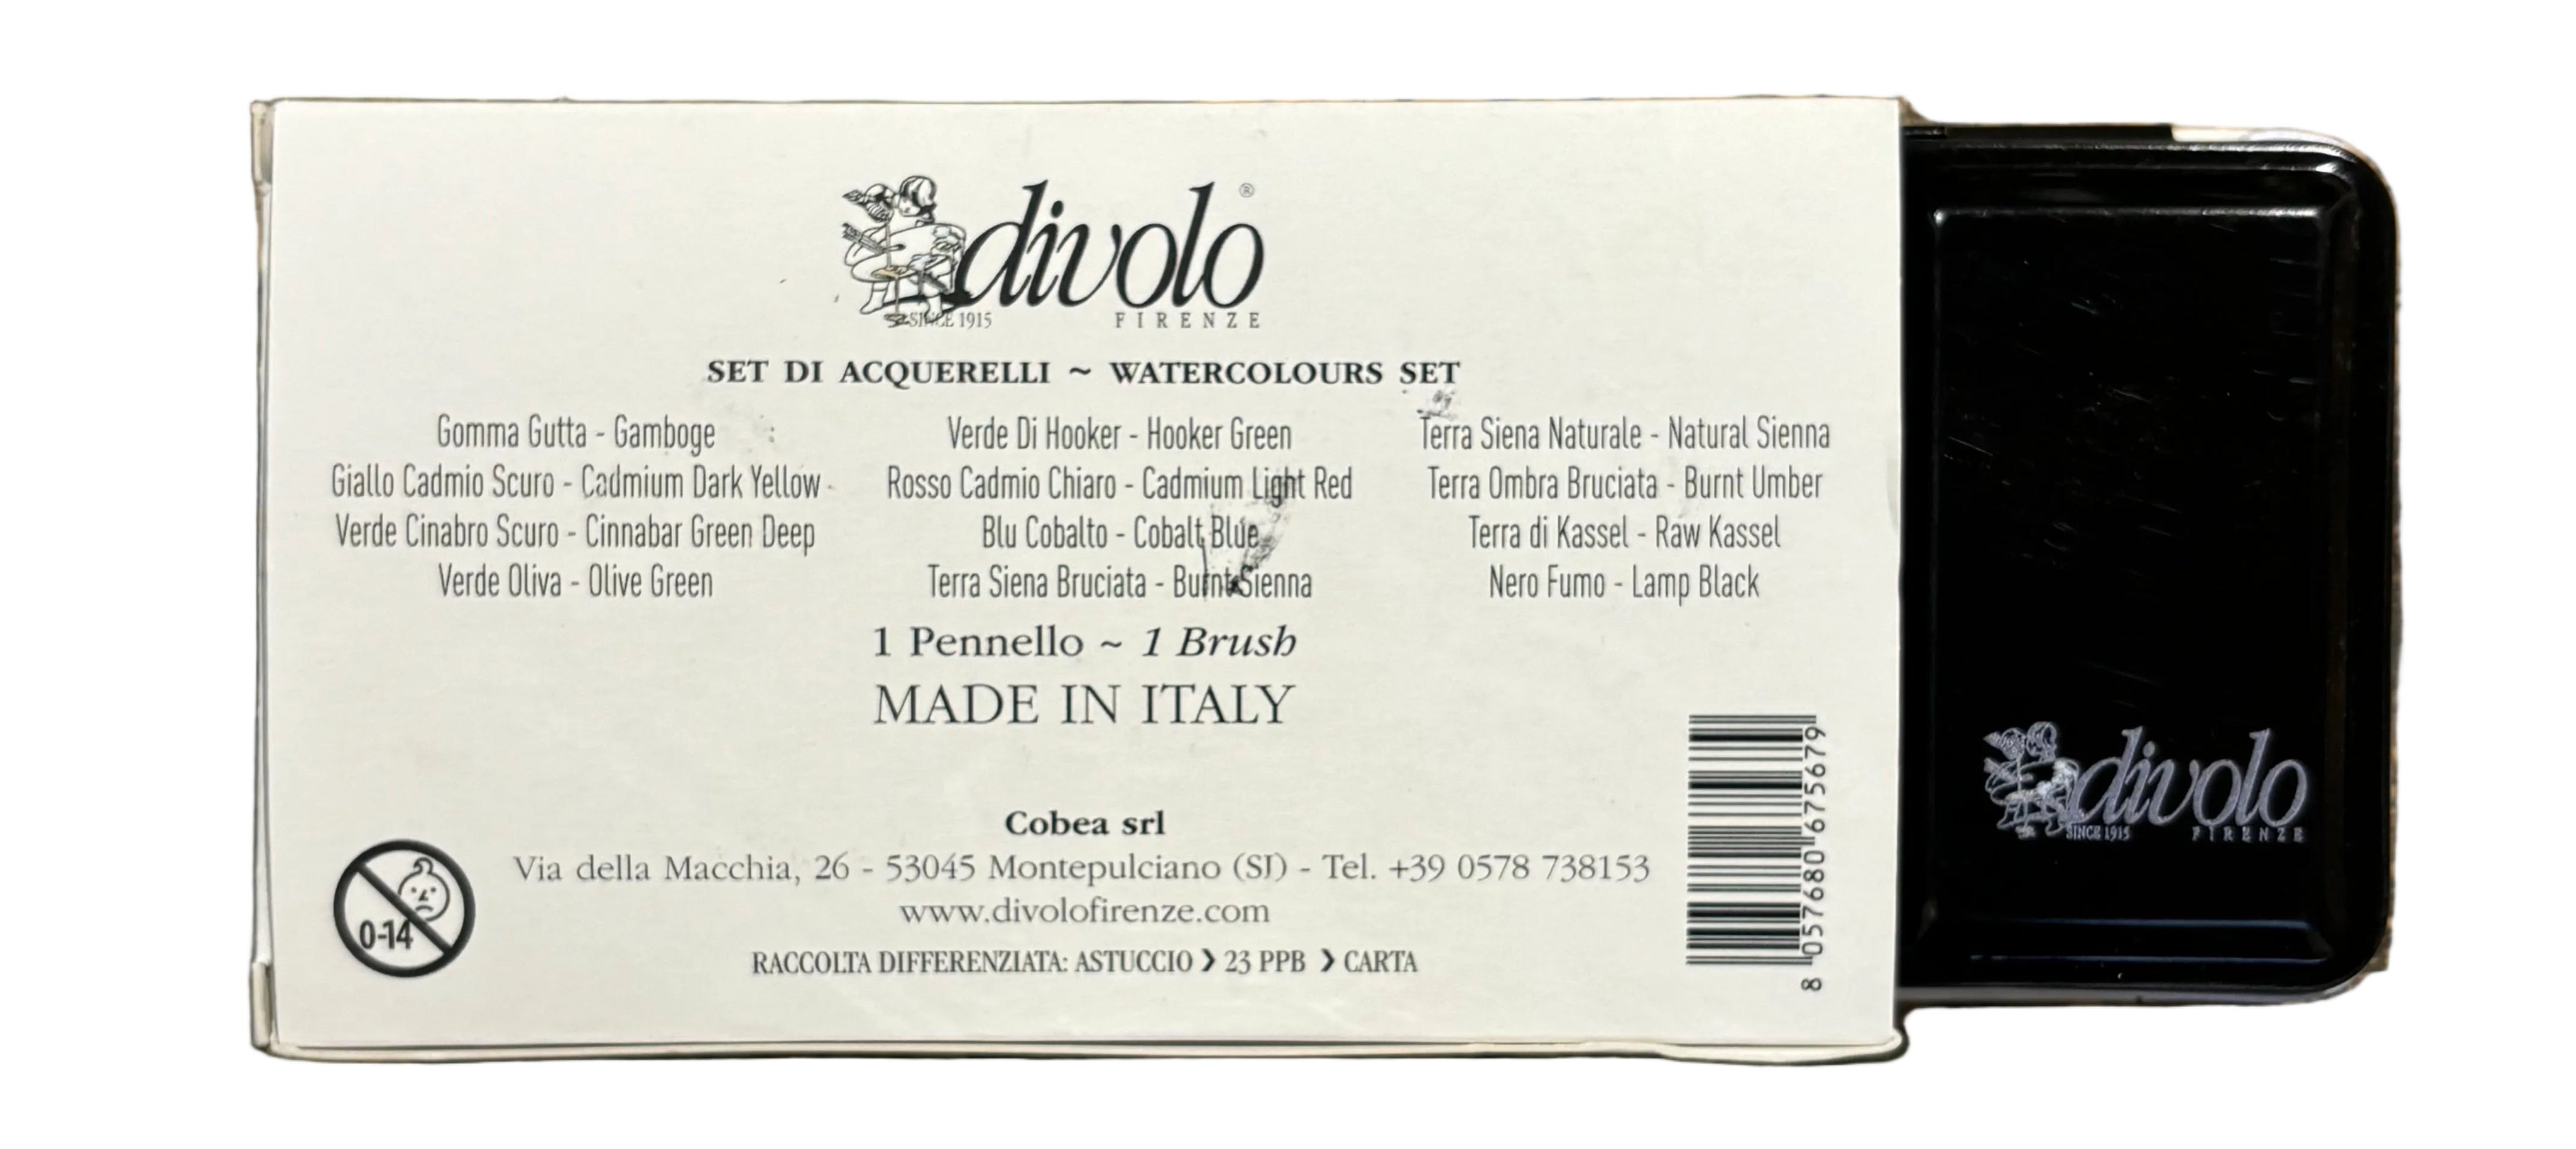 divolo®
SINCE 1915 FIRENZE
SET DI ACQUERELLI ~ WATERCOLOURS SET
Gomma Gutta - Gamboge
Giallo Cadmio Scuro - Cadmium Dark Yellow
Verde Cinabro Scuro - Cinnabar Green Deep
Verde Oliva - Olive Green
Verde Di Hooker - Hooker Green
Rosso Cadmio Chiaro - Cadmium Light Red
Blu Cobalto - Cobalt Blue
Terra Siena Bruciata - Burnt Sienna
Terra Siena Naturale - Natural Sienna
Terra Ombra Bruciata - Burnt Umber
Terra di Kassel - Raw Kassel
Nero Fumo - Lamp Black
1 Pennello ~ 1 Brush
MADE IN ITALY
Cobea srl
Via della Macchia, 26 - 53045 Montepulciano (SI) - Tel. +39 0578 738153
www.divolofirenze.com
RACCOLTA DIFFERENZIATA: ASTUCCIO > 23 PPB > CARTA
0-14
8 057680 675679
divolo
SINCE 1915 FIRENZE